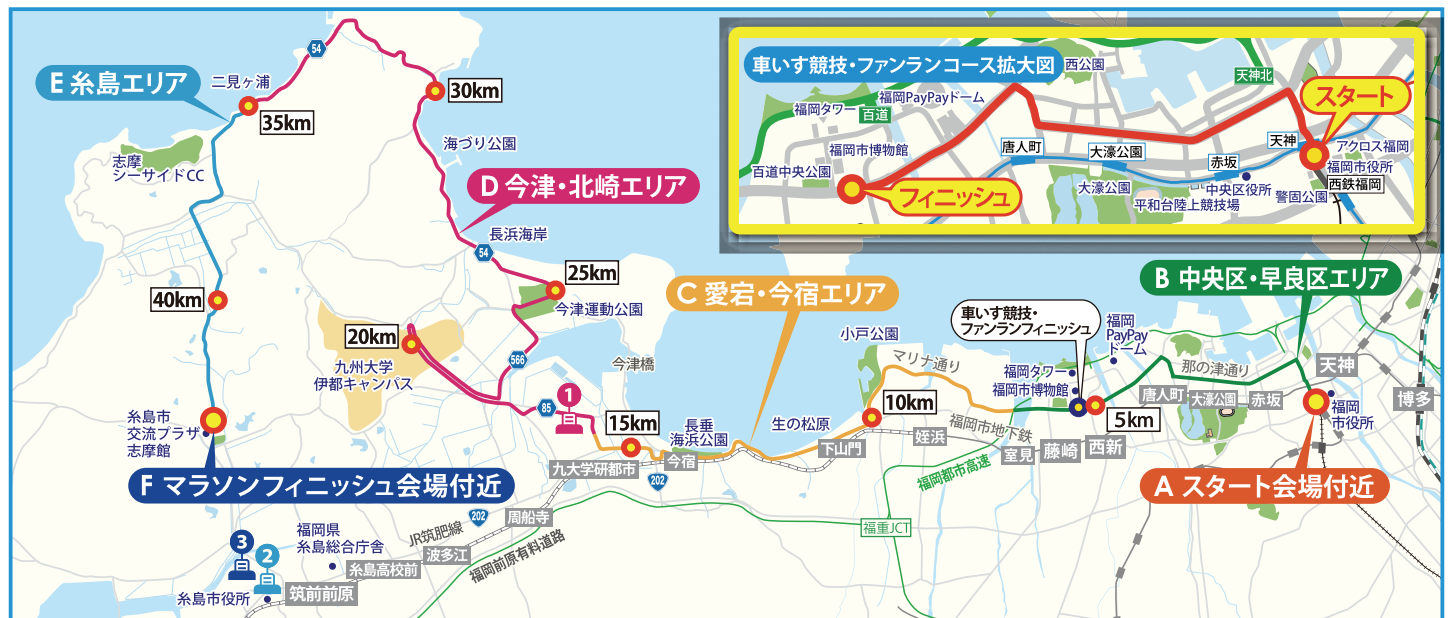 54
二見ヶ浦
E 糸島エリア
35km
30km
海づり公園
志摩
シーサイドCC
D 今津・北崎エリア
長浜海岸
54
25km
今津運動公園
40km
20km
九州大学
伊都キャンパス
566
今津橋
85
1
15km
長垂
海浜公園
生の松原
C 愛宕・今宿エリア
小戸公園
マリナ通り
10km
車いす競技・
ファンランフィニッシュ
福岡
PayPay
ドーム
福岡タワー
福岡市博物館
5km
B 中央区・早良区エリア
那の津通り
天神
唐人町
大濠公園
赤坂
福岡
市役所
博多
A スタート会場付近
糸島市
交流プラザ
志摩館
F マラソンフィニッシュ会場付近
九大学研都市
今宿
202
下山門
姪浜
福岡市地下鉄
室見
藤崎
西新
福岡都市高速
福重JCT
福岡県
糸島総合庁舎
JR筑肥線
202
周船寺
波多江
糸島高校前
福岡前原有料道路
3
2
糸島市役所
筑前前原
車いす競技・ファンランコース拡大図
西公園
天神北
スタート
福岡タワー
百道
福岡PayPayドーム
福岡市博物館
百道中央公園
フィニッシュ
唐人町
大濠公園
大濠公園
赤坂
天神
アクロス福岡
福岡市役所
西鉄福岡
中央区役所
平和台陸上競技場
警固公園